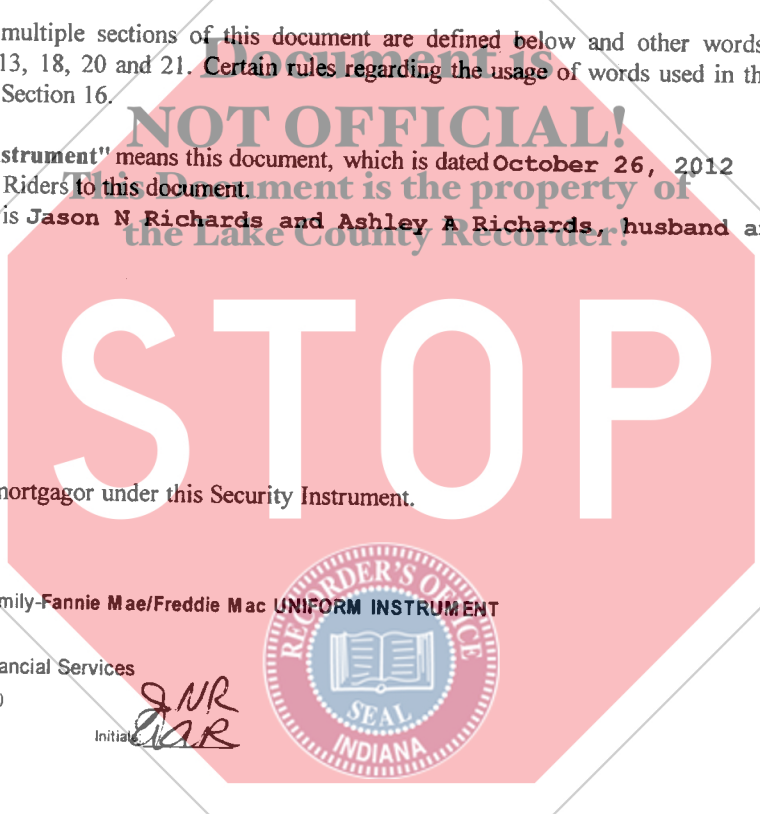 multiple sections of this document are defined below and other words
13, 18, 20 and 21. Certain rules regarding the usage of words used in th
Section 16.
Document is
NOT OFFICIAL!
This Document is the property of
the Lake County Recorder!
strument" means this document, which is dated October 26, 2012
Riders to this document.
is Jason N Richards and Ashley A Richards, husband a
STOP
mortgagor under this Security Instrument.
mily-Fannie Mae/Freddie Mac UNIFORM INSTRUMENT
ancial Services
Initials:
JNR
AAR
RECORDER'S OFFICE
SEAL
INDIANA